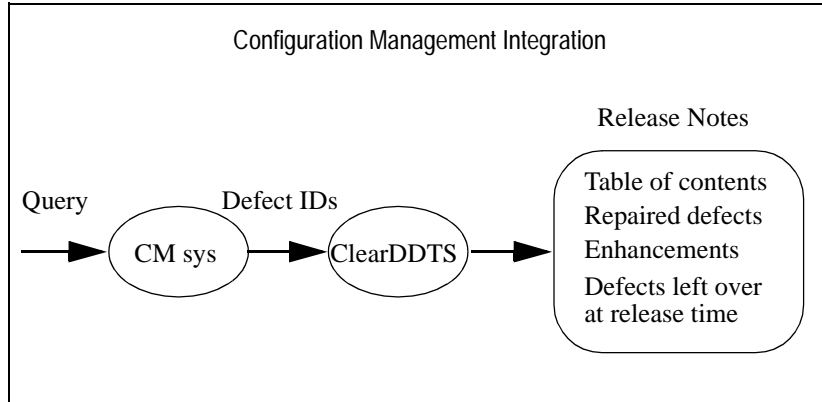 Configuration Management Integration
Release Notes
Query
Defect IDs
CM sys
ClearDDTS
Table of contents
Repaired defects
Enhancements
Defects left over
at release time